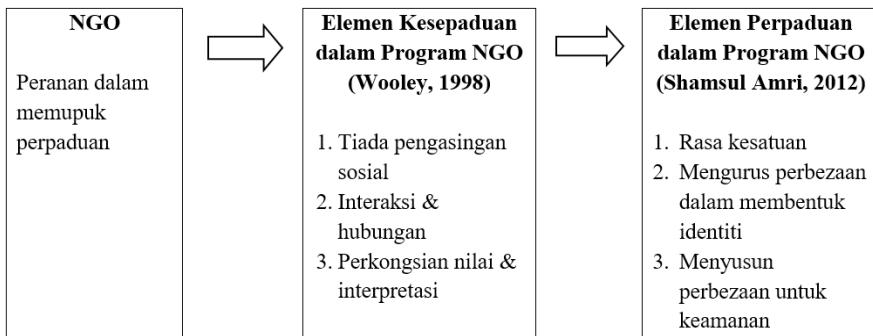 NGO
Peranan dalam
memupuk
perpaduan
Elemen Kesepaduan
dalam Program NGO
(Wooley, 1998)
1. Tiada pengasingan
sosial
2. Interaksi &
hubungan
3. Perkongsian nilai &
interpretasi
Elemen Perpaduan
dalam Program NGO
(Shamsul Amri, 2012)
1. Rasa kesatuan
2. Mengurus perbezaan
dalam membentuk
identiti
3. Menyusun
perbezaan untuk
keamanan